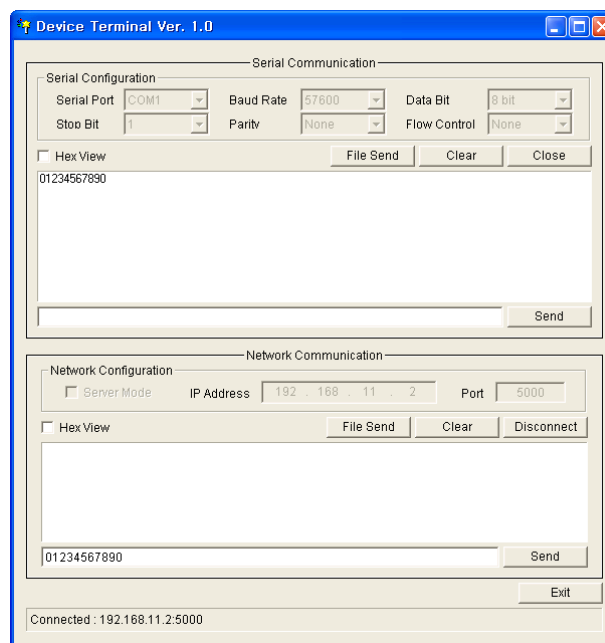 Device Terminal Ver. 1.0
Serial Communication
Serial Configuration
Serial Port COM1 Baud Rate 57600 Data Bit 8 bit
Stop Bit 1 Parity None Flow Control None
Hex View File Send Clear Close
01234567890
Send
Network Communication
Network Configuration
Server Mode IP Address 192 . 168 . 11 . 2 Port 5000
Hex View File Send Clear Disconnect
01234567890 Send
Exit
Connected : 192.168.11.2:5000